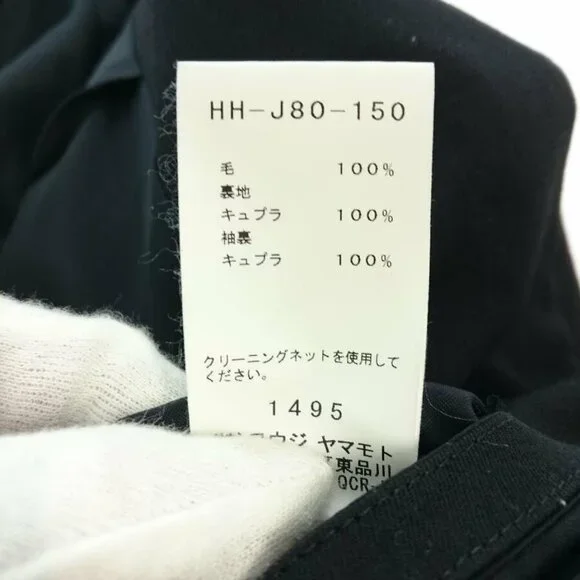 HH-J80-150
毛 100%
裏地
キュプラ 100%
袖裏
キュプラ 100%
クリーニングネットを使用して
ください。
1495
ヨウジ ヤマモト
東品川
QCR-